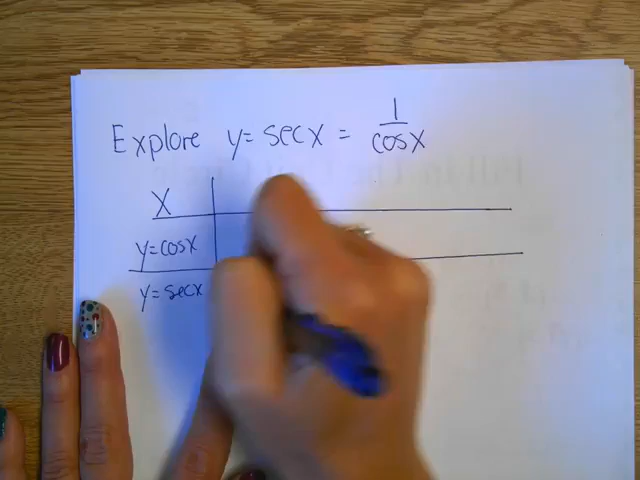 Explore y = sec x = 1/cos x
x
y = cos x
y = sec x